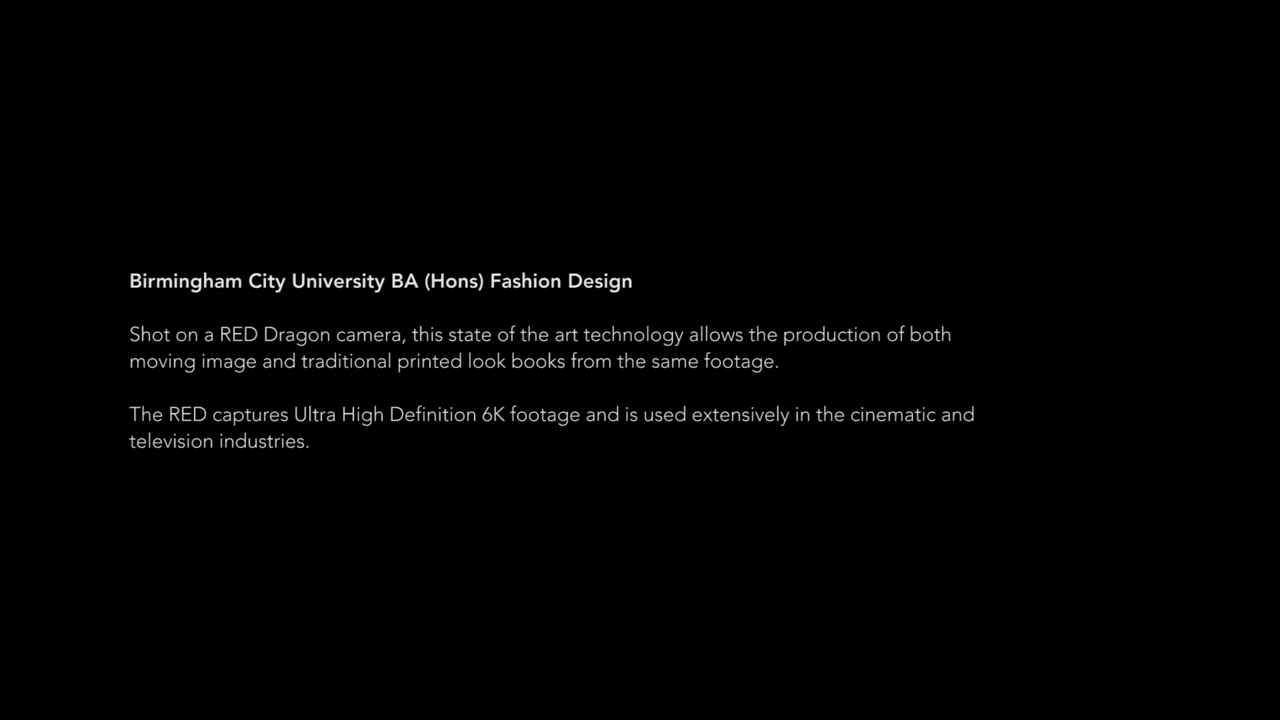 Birmingham City University BA (Hons) Fashion Design
Shot on a RED Dragon camera, this state of the art technology allows the production of both
moving image and traditional printed look books from the same footage.
The RED captures Ultra High Definition 6K footage and is used extensively in the cinematic and
television industries.